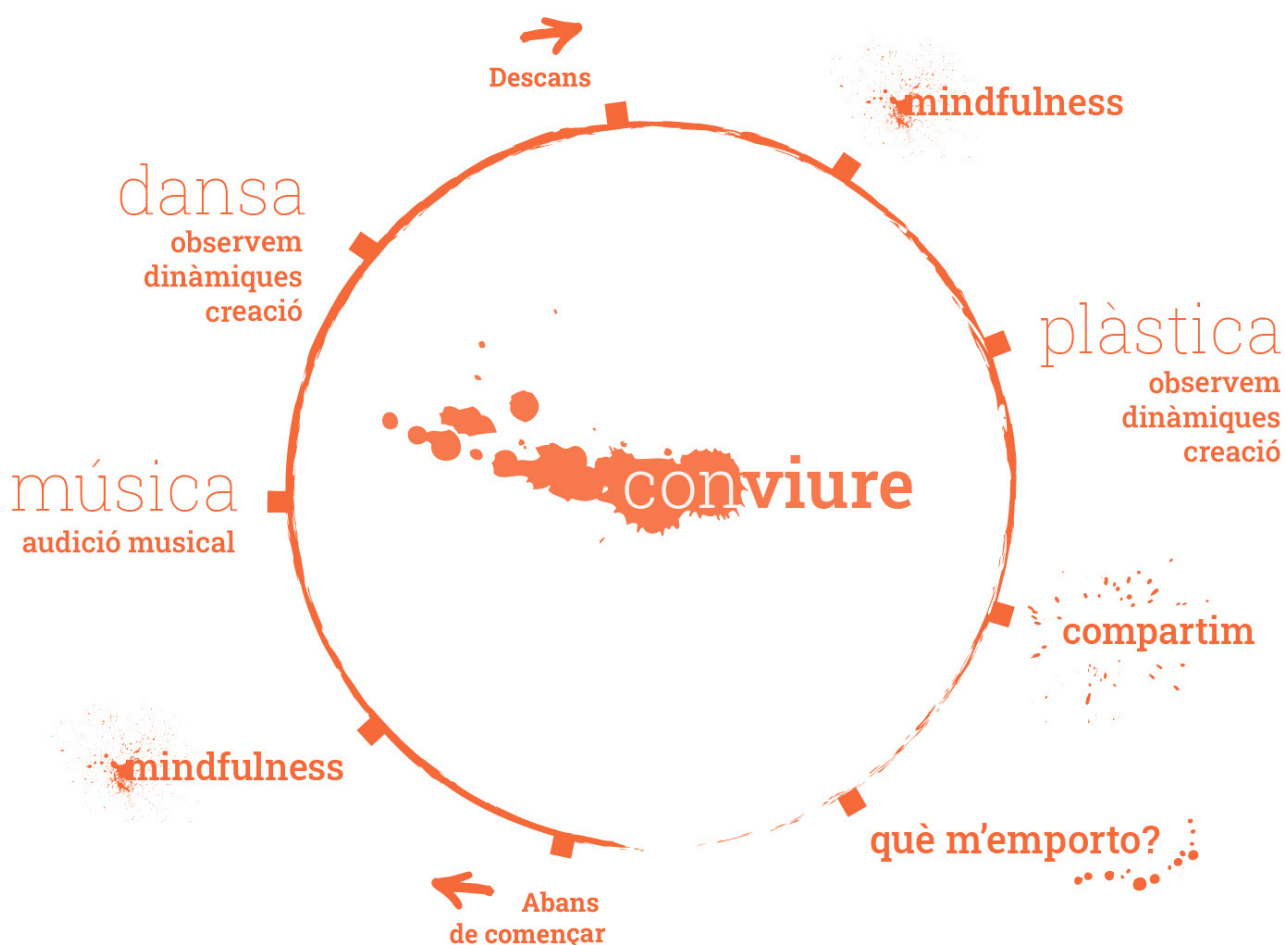 Descans
mindfulness
dansa
observem
dinàmiques
creació
plàstica
observem
dinàmiques
creació
conviure
música
audició musical
compartim
mindfulness
què m’emporto?
Abans
de començar